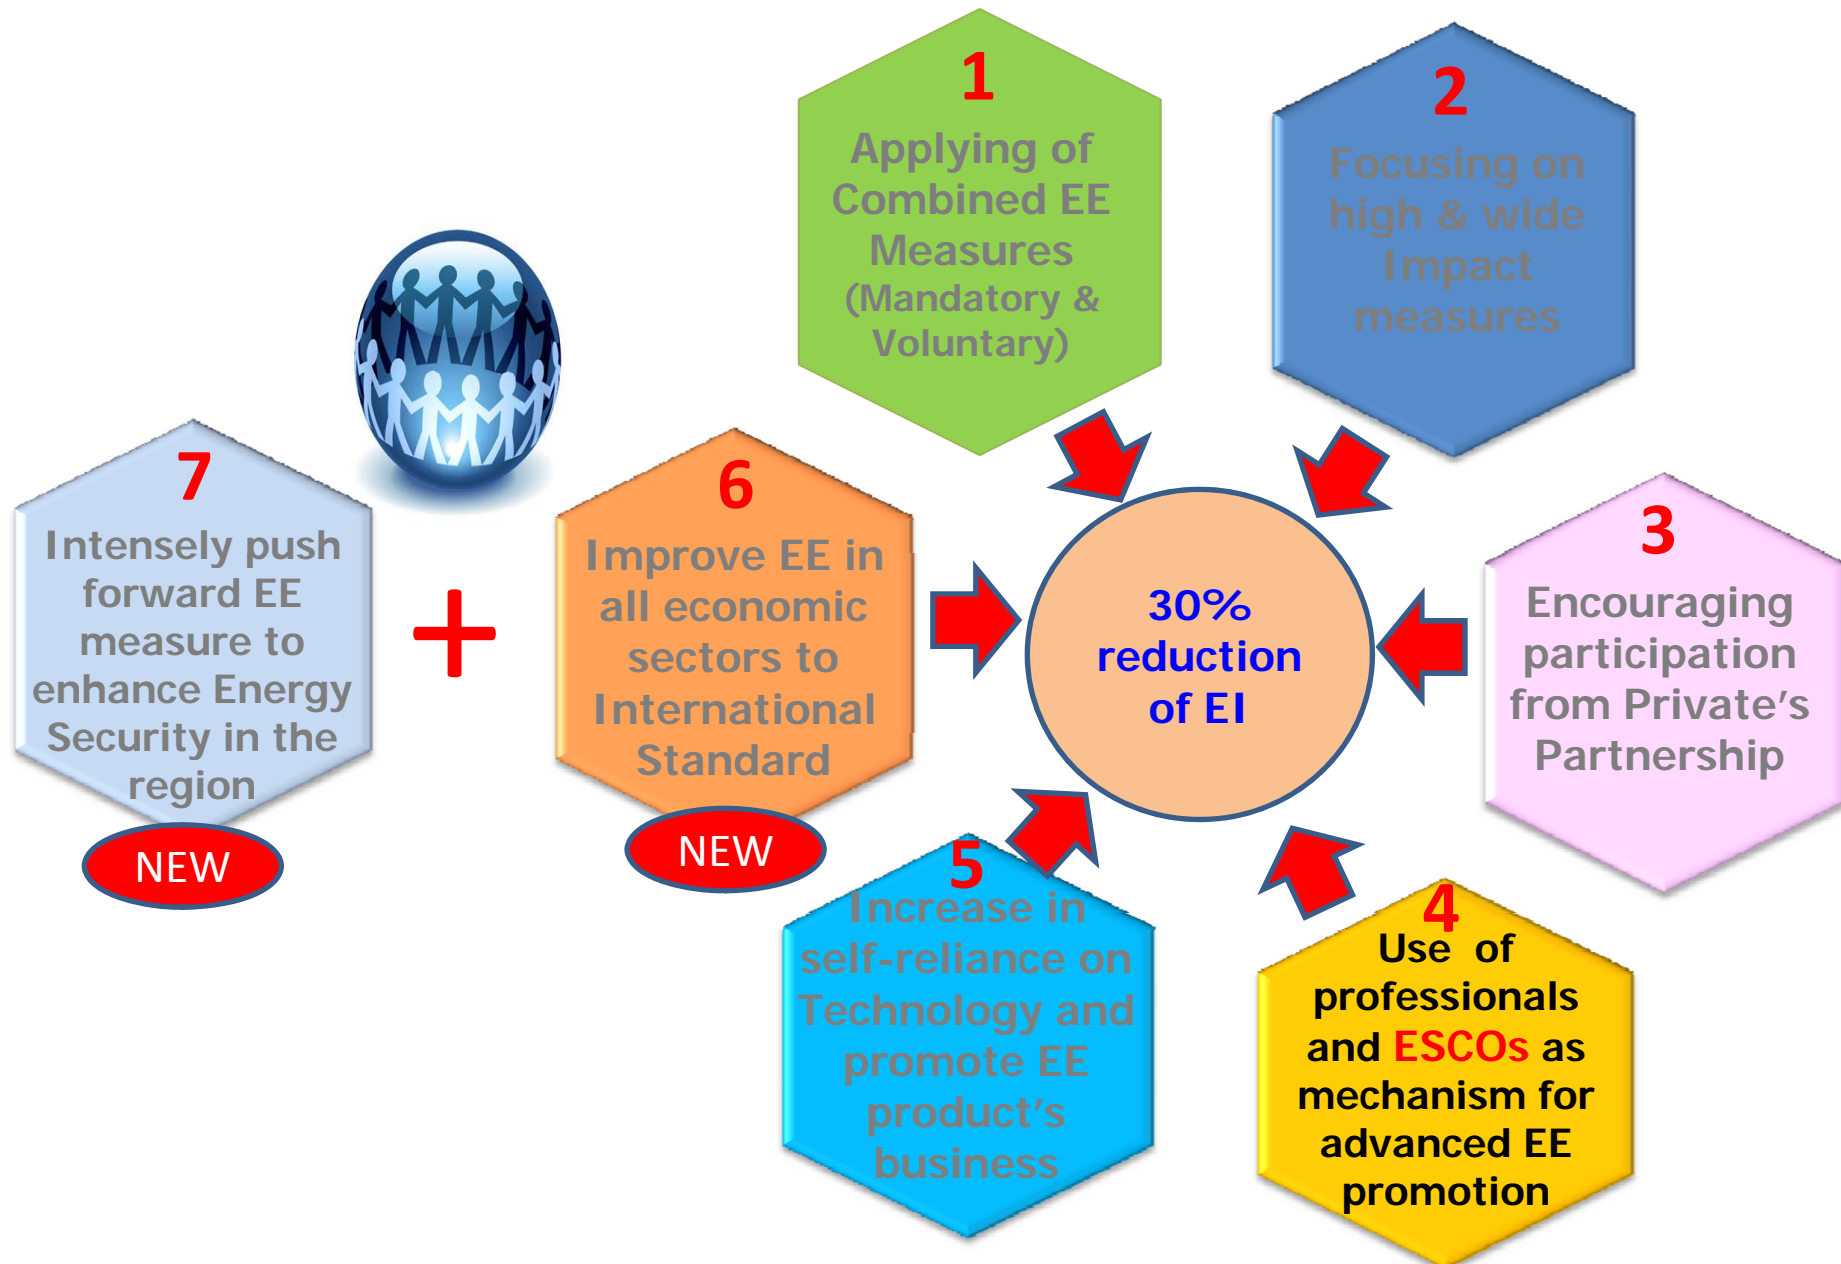 1
Applying of
Combined EE
Measures
(Mandatory &
Voluntary)
2
Focusing on
high & wide
Impact
measures
3
Encouraging
participation
from Private's
Partnership
4
Use of
professionals
and ESCOs as
mechanism for
advanced EE
promotion
5
Increase in
self-reliance on
Technology and
promote EE
product's
business
6
Improve EE in
all economic
sectors to
International
Standard
NEW
+
7
Intensely push
forward EE
measure to
enhance Energy
Security in the
region
NEW
30%
reduction
of EI